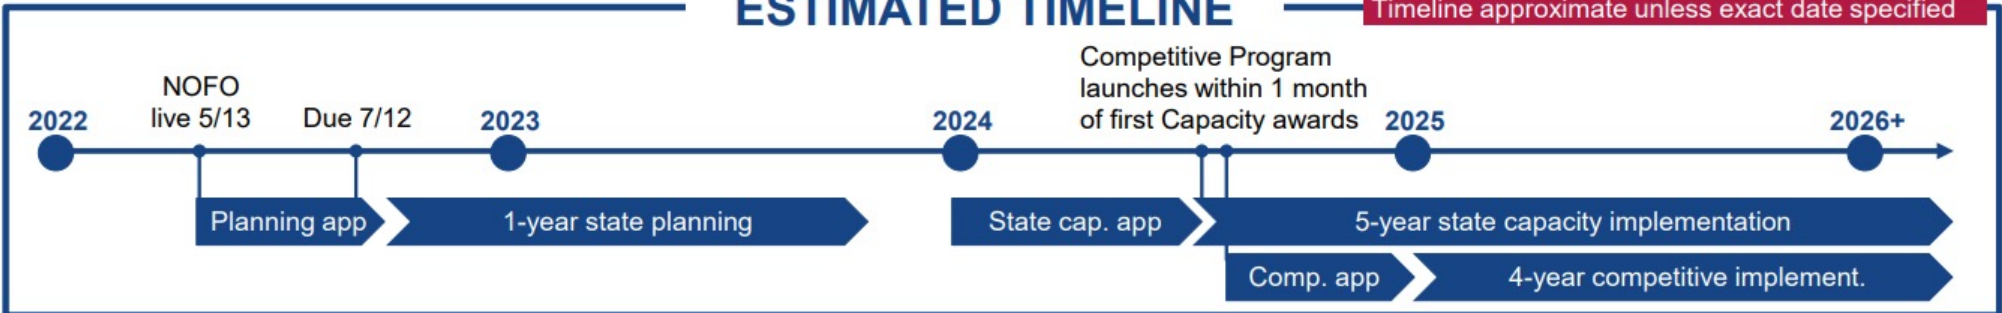 ESTIMATED TIMELINE
Timeline approximate unless exact date specified
Competitive Program
launches within 1 month
of first Capacity awards
NOFO
live 5/13
Due 7/12
2022
2023
2024
2025
2026+
Planning app
1-year state planning
State cap. app
5-year state capacity implementation
Comp. app
4-year competitive implement.